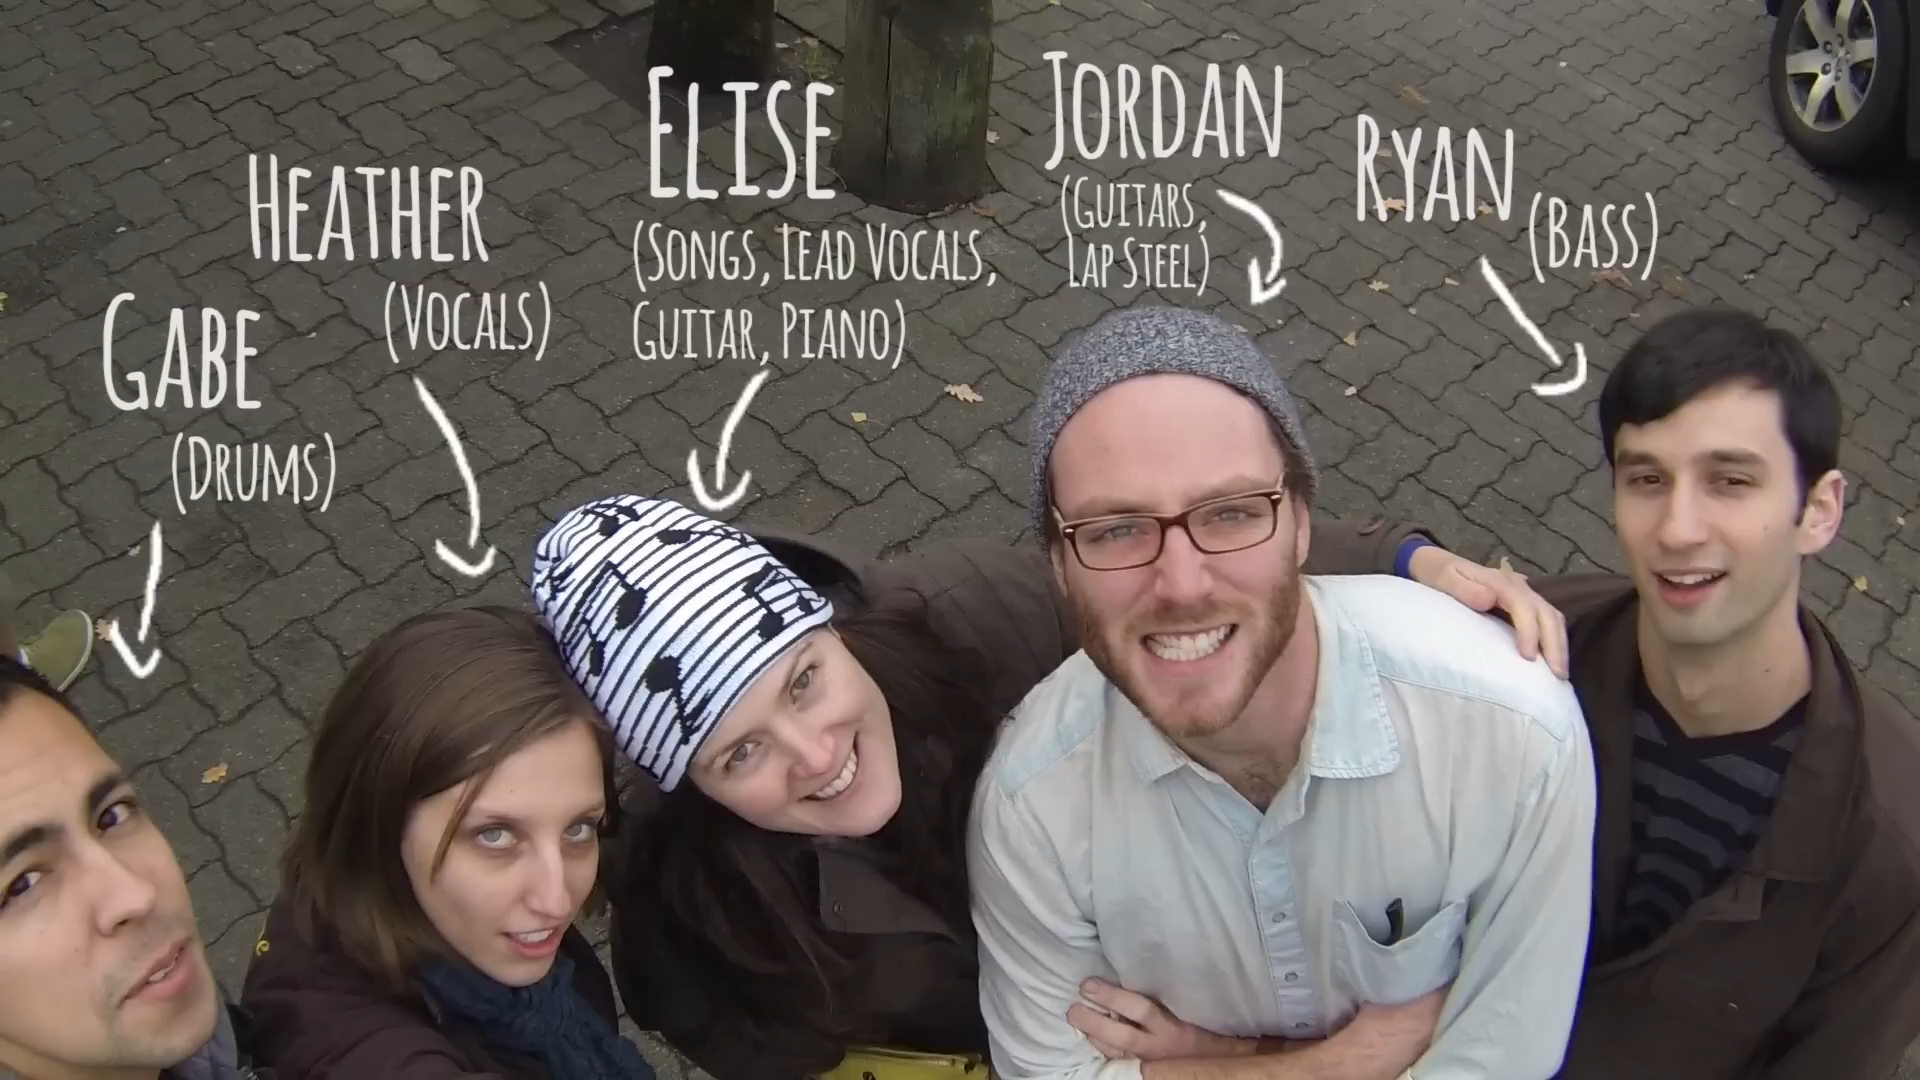 GABE
(DRUMS)
HEATHER
(VOCALS)
ELISE
(SONGS, LEAD VOCALS,
GUITAR, PIANO)
JORDAN
(GUITARS,
LAP STEEL)
RYAN
(BASS)